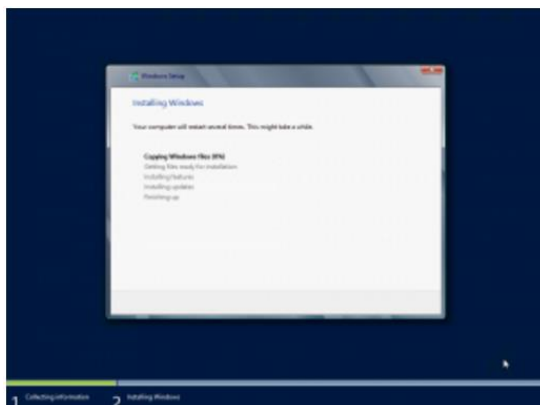 Windows Setup
Installing Windows
Your computer will restart several times. This might take a while.
Copying Windows files (0%)
Getting files ready for installation
Installing features
Installing updates
Finishing up
1 Collecting information
2 Installing Windows